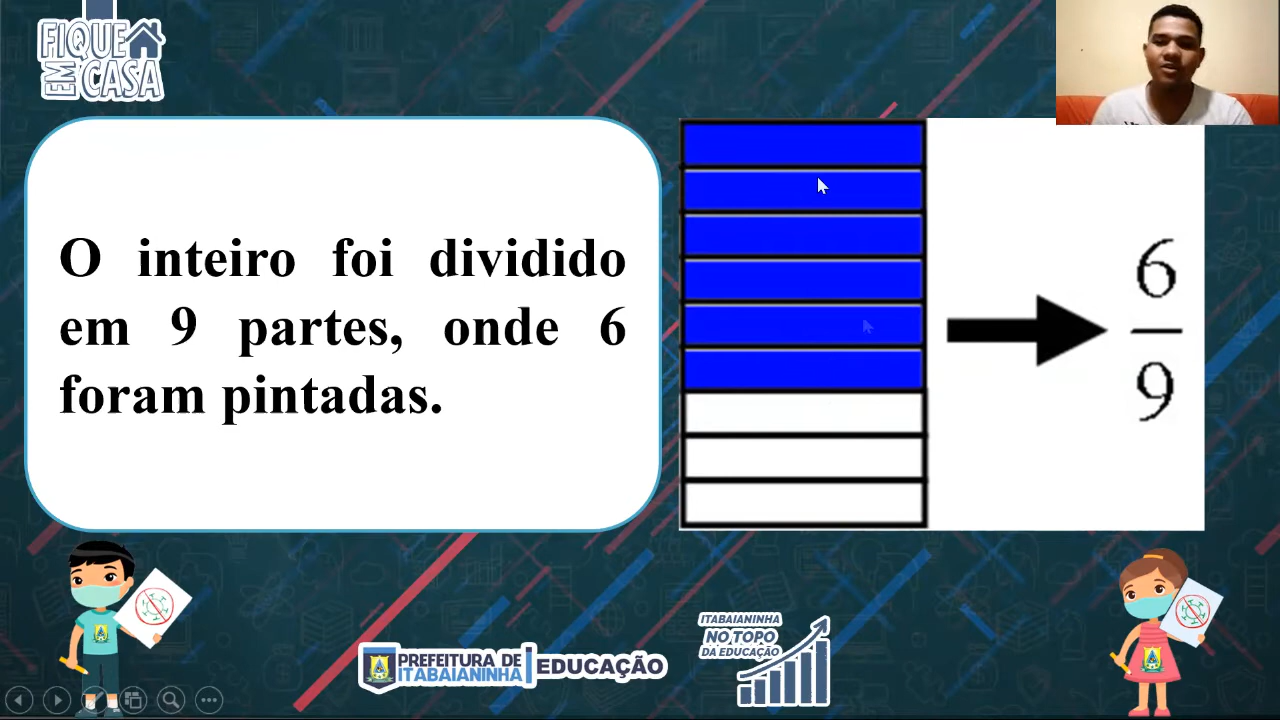 FIQUE
EM CASA
O inteiro foi dividido
em 9 partes, onde 6
foram pintadas.
6
9
PREFEITURA DE
ITABAIANINHA
EDUCAÇÃO
ITABAIANINHA
NO TOPO
DA EDUCAÇÃO